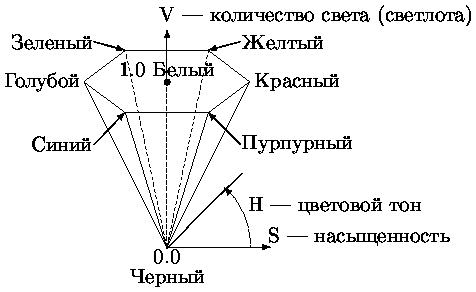 V — количество света (светлота)
Зеленый
Желтый
1.0 Белый
Голубой
Красный
Синий
Пурпурный
H — цветовой тон
S — насыщенность
0.0
Черный